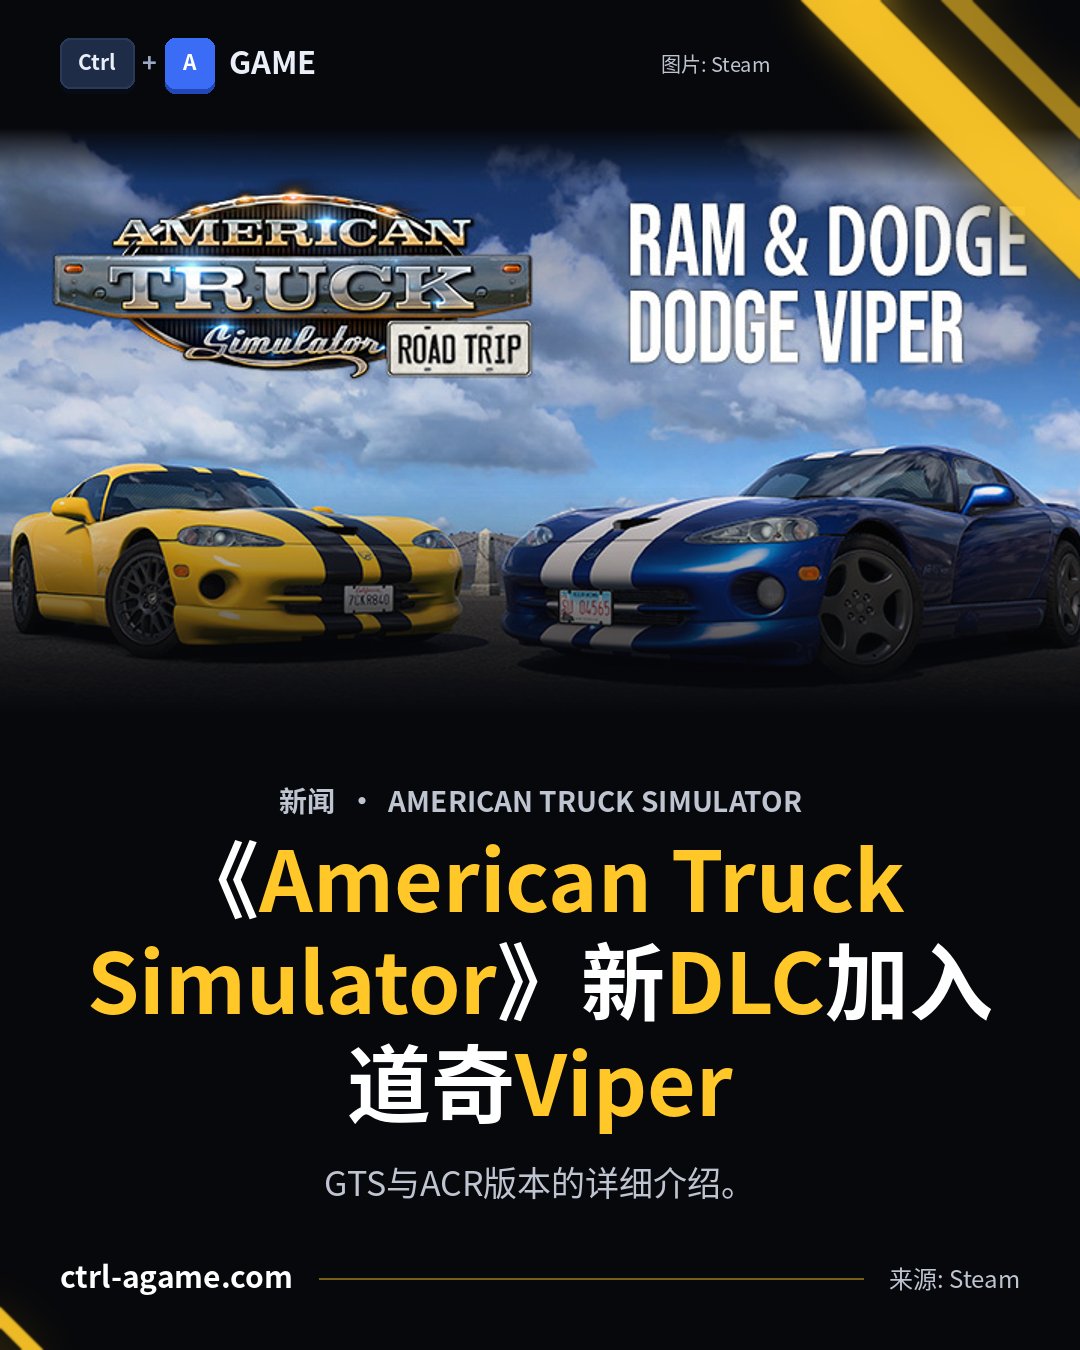 Ctrl + A GAME
图片: Steam
AMERICAN
TRUCK
Simulator
ROAD TRIP
RAM & DODGE
DODGE VIPER
7CKR840
04565
新闻 • AMERICAN TRUCK SIMULATOR
《American Truck
Simulator》新DLC加入
道奇Viper
GTS与ACR版本的详细介绍。
ctrl-agame.com
来源: Steam